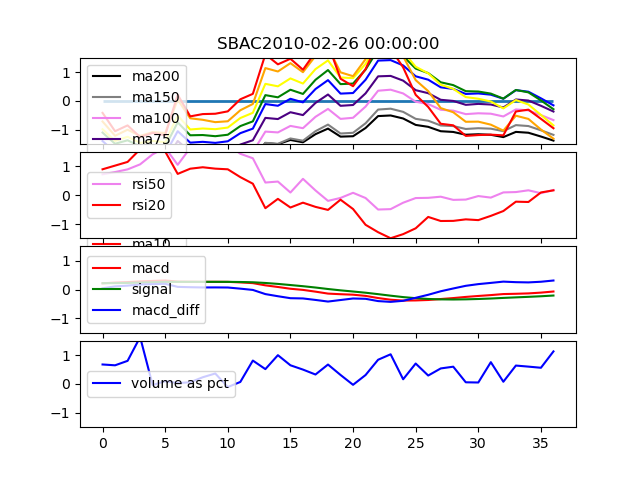 SBAC2010-02-26 00:00:00
1
0
−1
ma200
ma150
ma100
ma75
1
0
−1
rsi50
rsi20
ma10
1
0
−1
macd
signal
macd_diff
1
0
−1
volume as pct
0 5 10 15 20 25 30 35